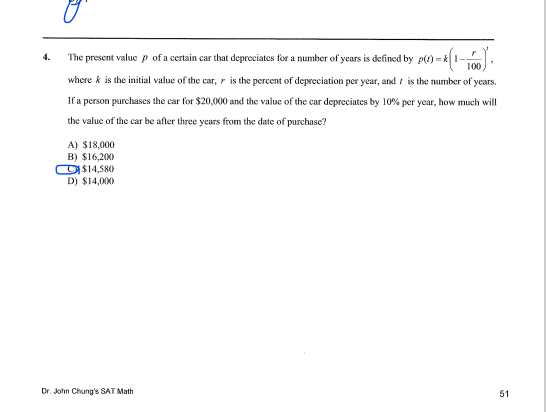 4. The present value p of a certain car that depreciates for a number of years is defined by p(t) = k(1 − r/100)^t,
where k is the initial value of the car, r is the percent of depreciation per year, and t is the number of years.
If a person purchases the car for $20,000 and the value of the car depreciates by 10% per year, how much will
the value of the car be after three years from the date of purchase?
A) $18,000
B) $16,200
C) $14,580
D) $14,000
Dr. John Chung's SAT Math
51